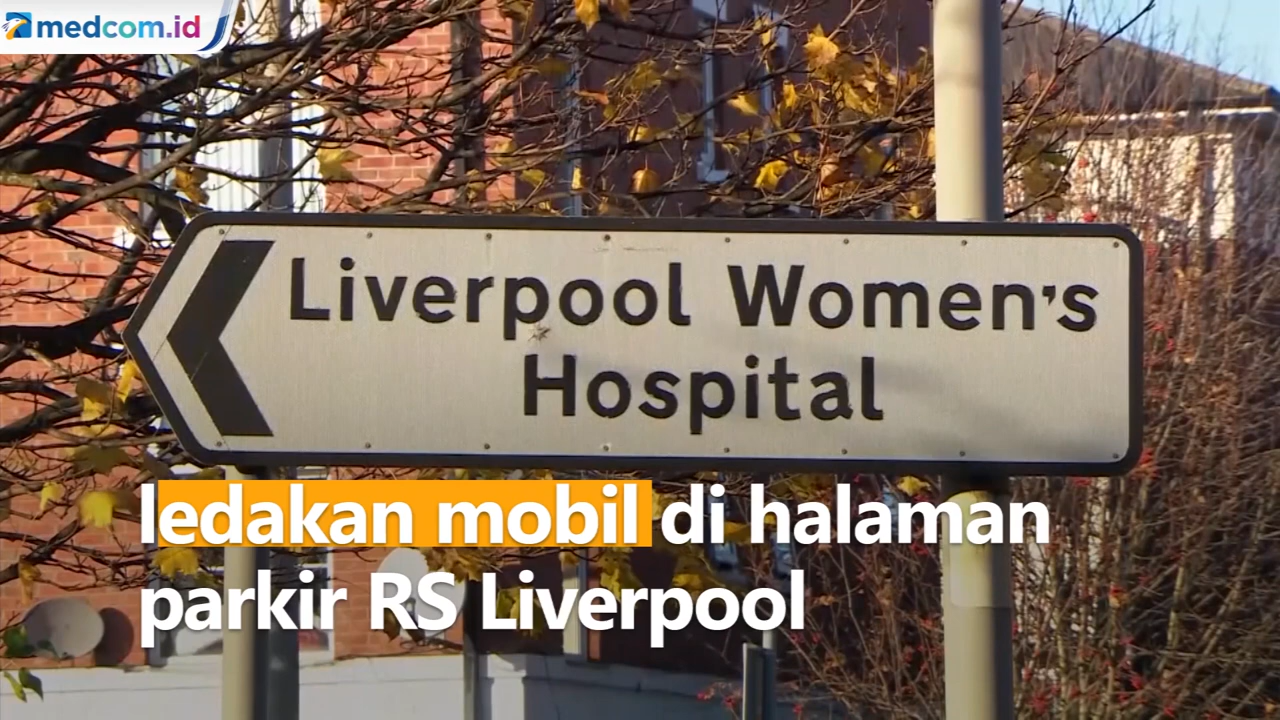 medcom.id
Liverpool Women's
Hospital
ledakan mobil di halaman
parkir RS Liverpool